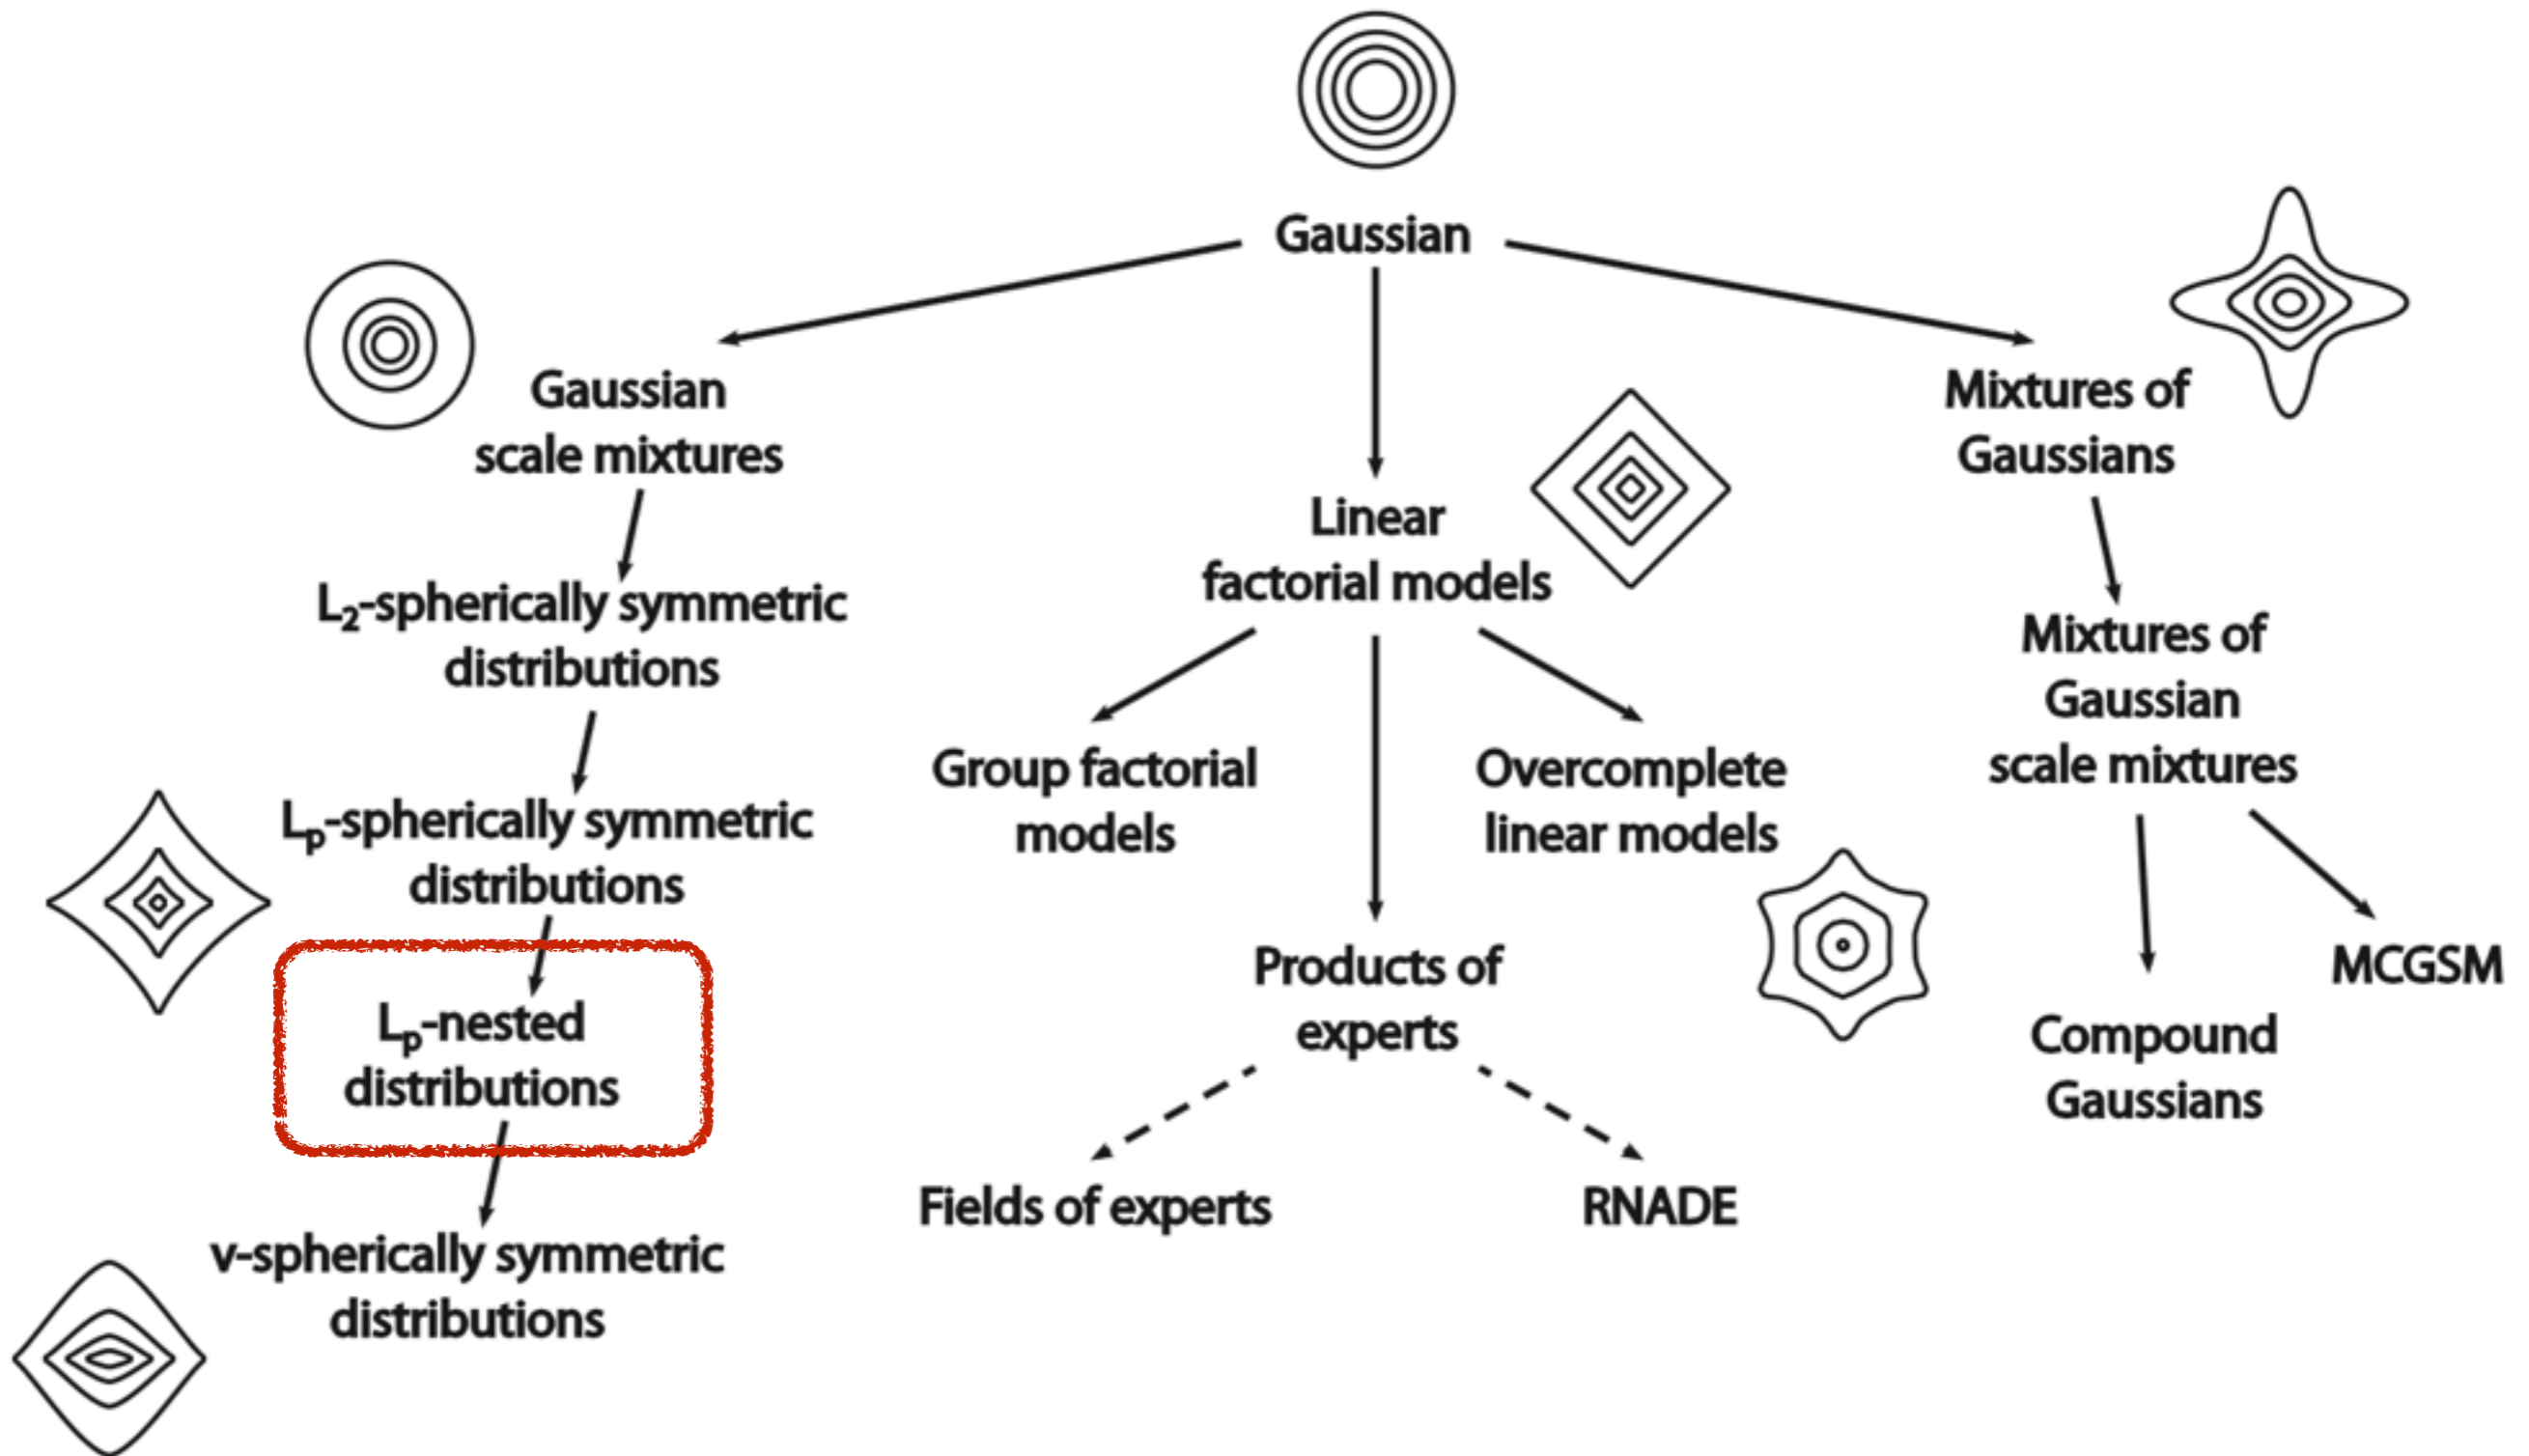 Gaussian
Gaussian
scale mixtures
L₂-spherically symmetric
distributions
Lₚ-spherically symmetric
distributions
Lₚ-nested
distributions
ν-spherically symmetric
distributions
Linear
factorial models
Group factorial
models
Overcomplete
linear models
Products of
experts
Fields of experts
RNADE
Mixtures of
Gaussians
Mixtures of
Gaussian
scale mixtures
Compound
Gaussians
MCGSM